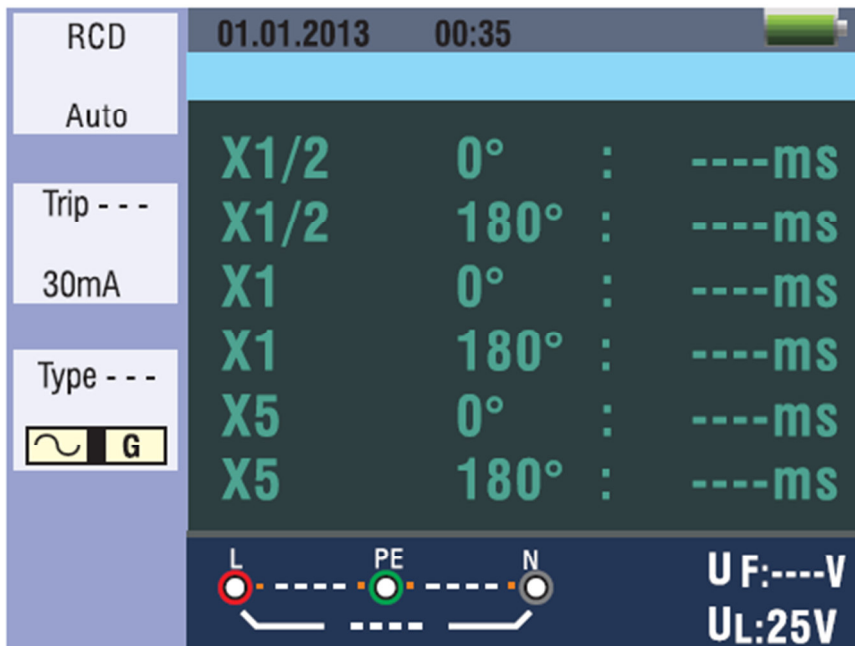 RCD
Auto
Trip - - -
30mA
Type - - -
G
01.01.2013 00:35
X1/2 0° : ----ms
X1/2 180° : ----ms
X1 0° : ----ms
X1 180° : ----ms
X5 0° : ----ms
X5 180° : ----ms
L PE N
----- ----- ----
UF:----V
UL:25V